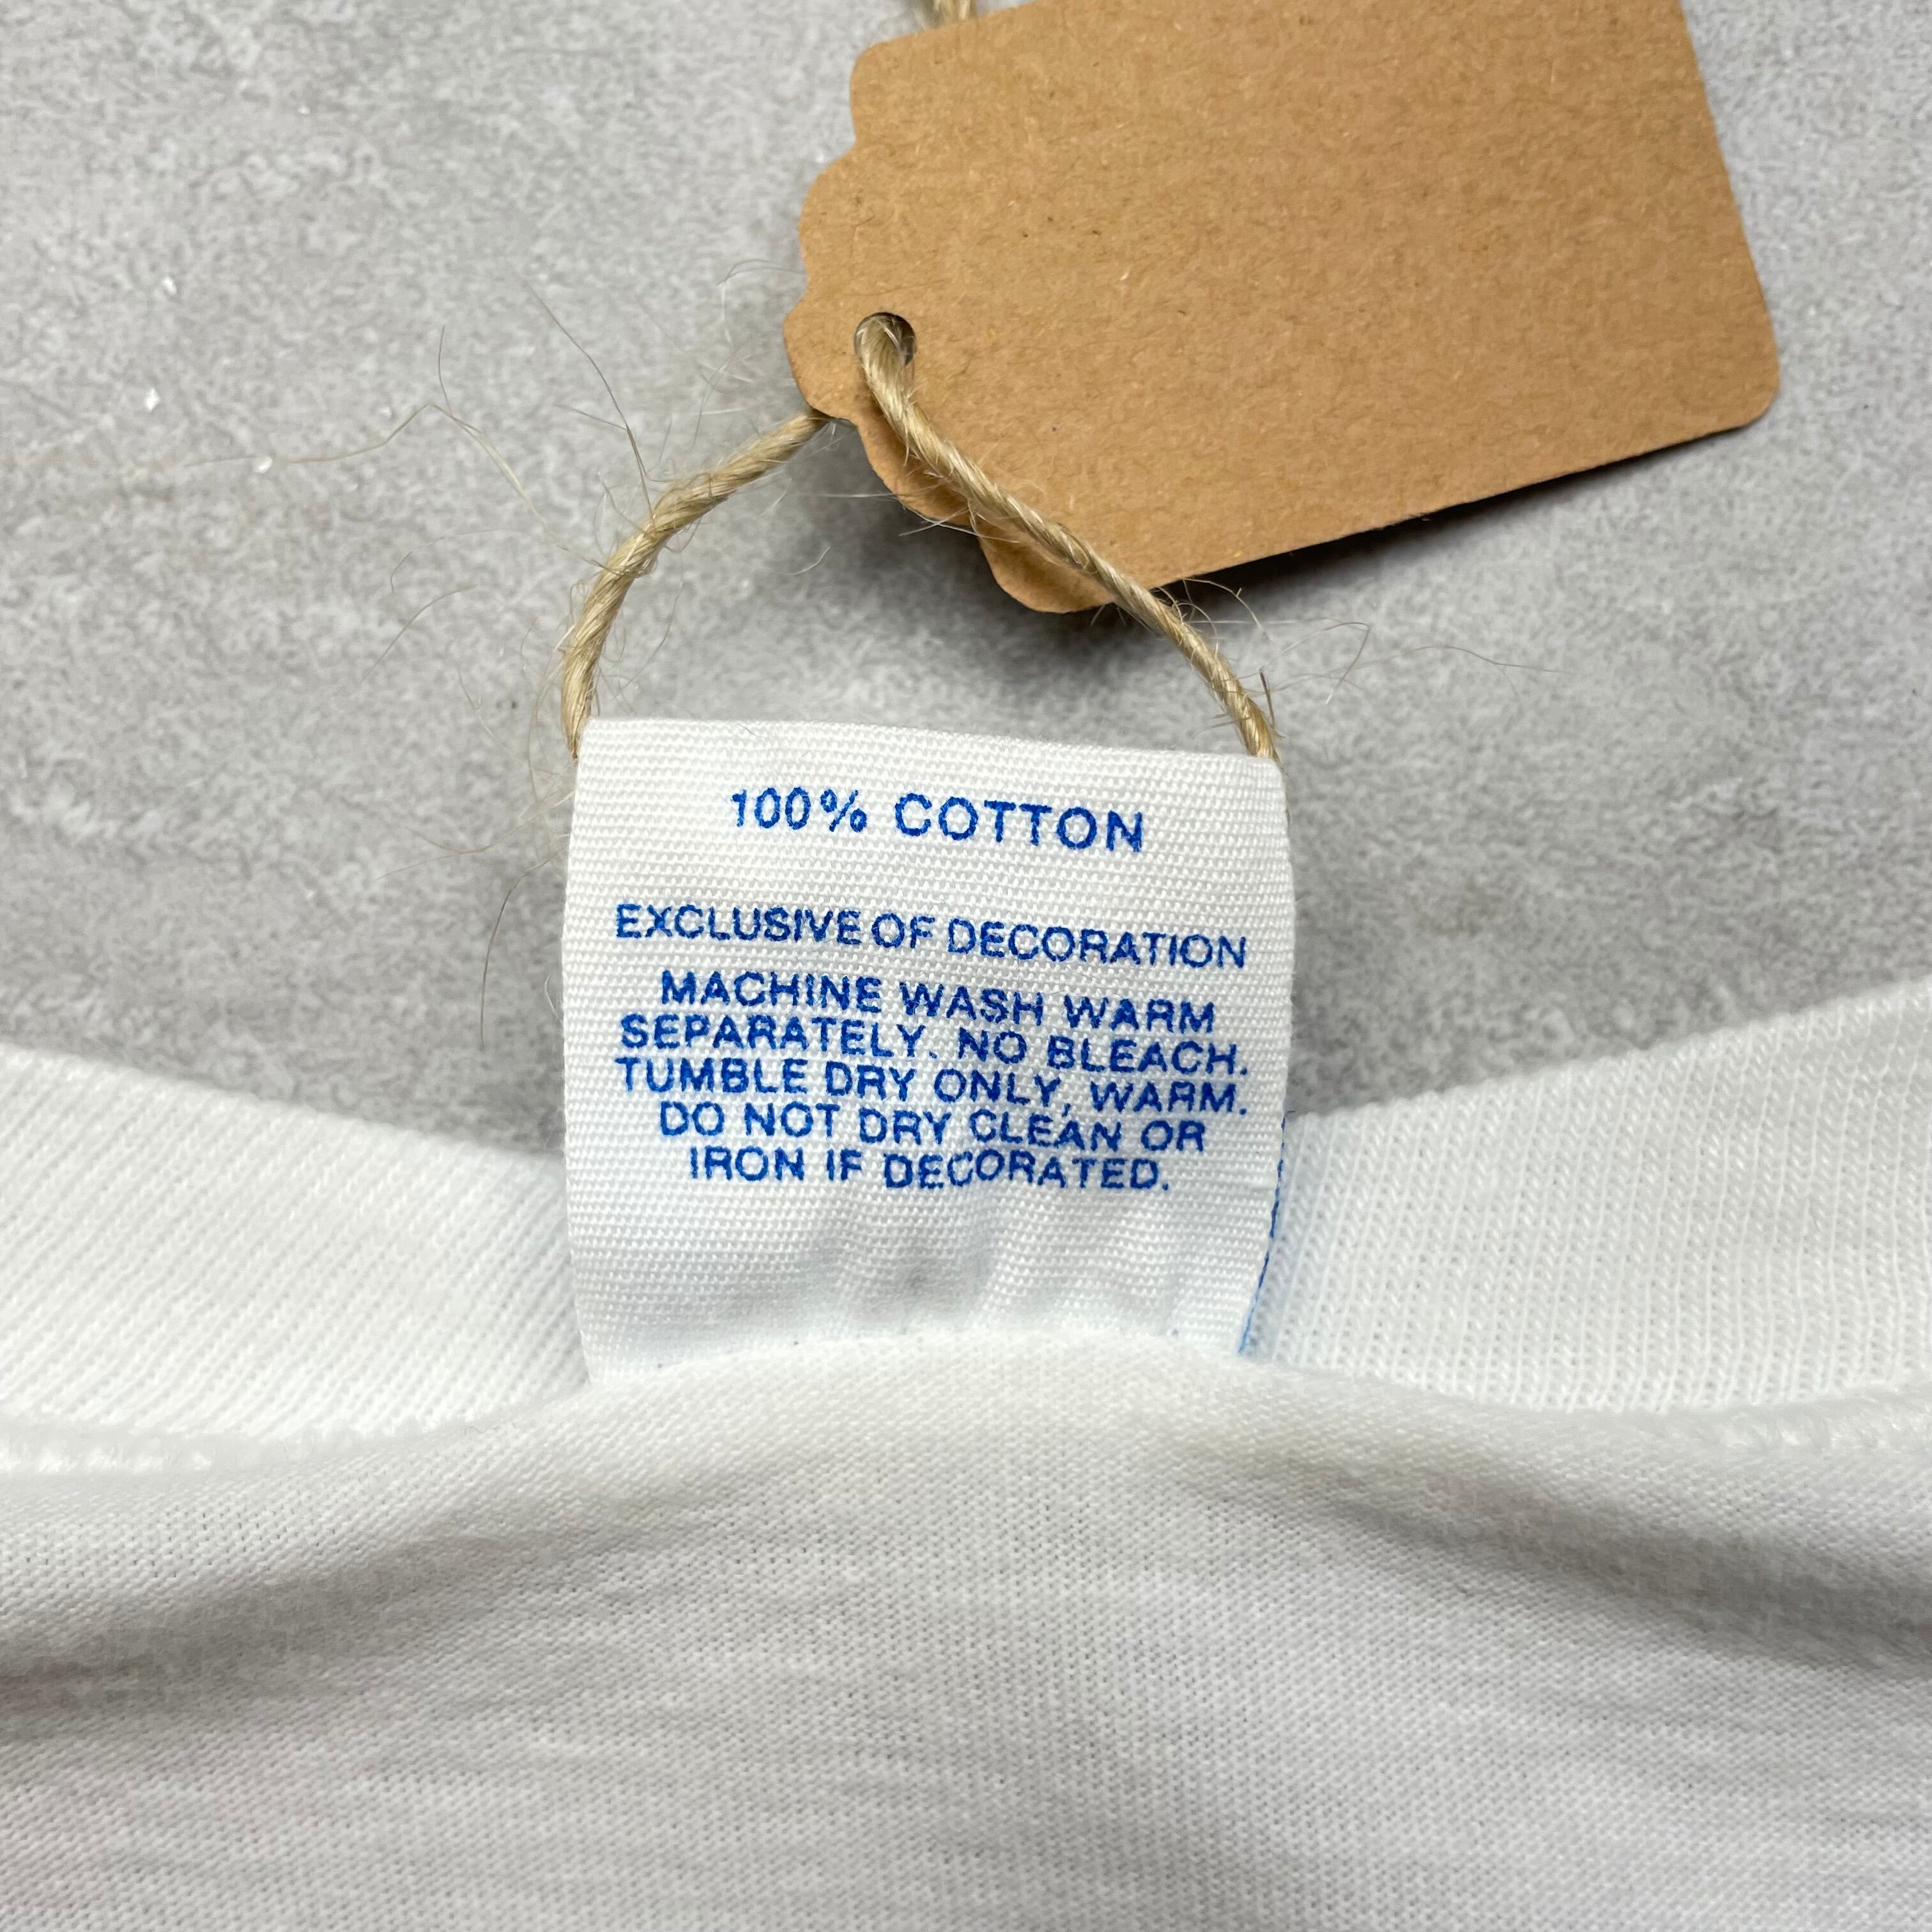 100% COTTON
EXCLUSIVE OF DECORATION
MACHINE WASH WARM
SEPARATELY. NO BLEACH.
TUMBLE DRY ONLY, WARM.
DO NOT DRY CLEAN OR
IRON IF DECORATED.